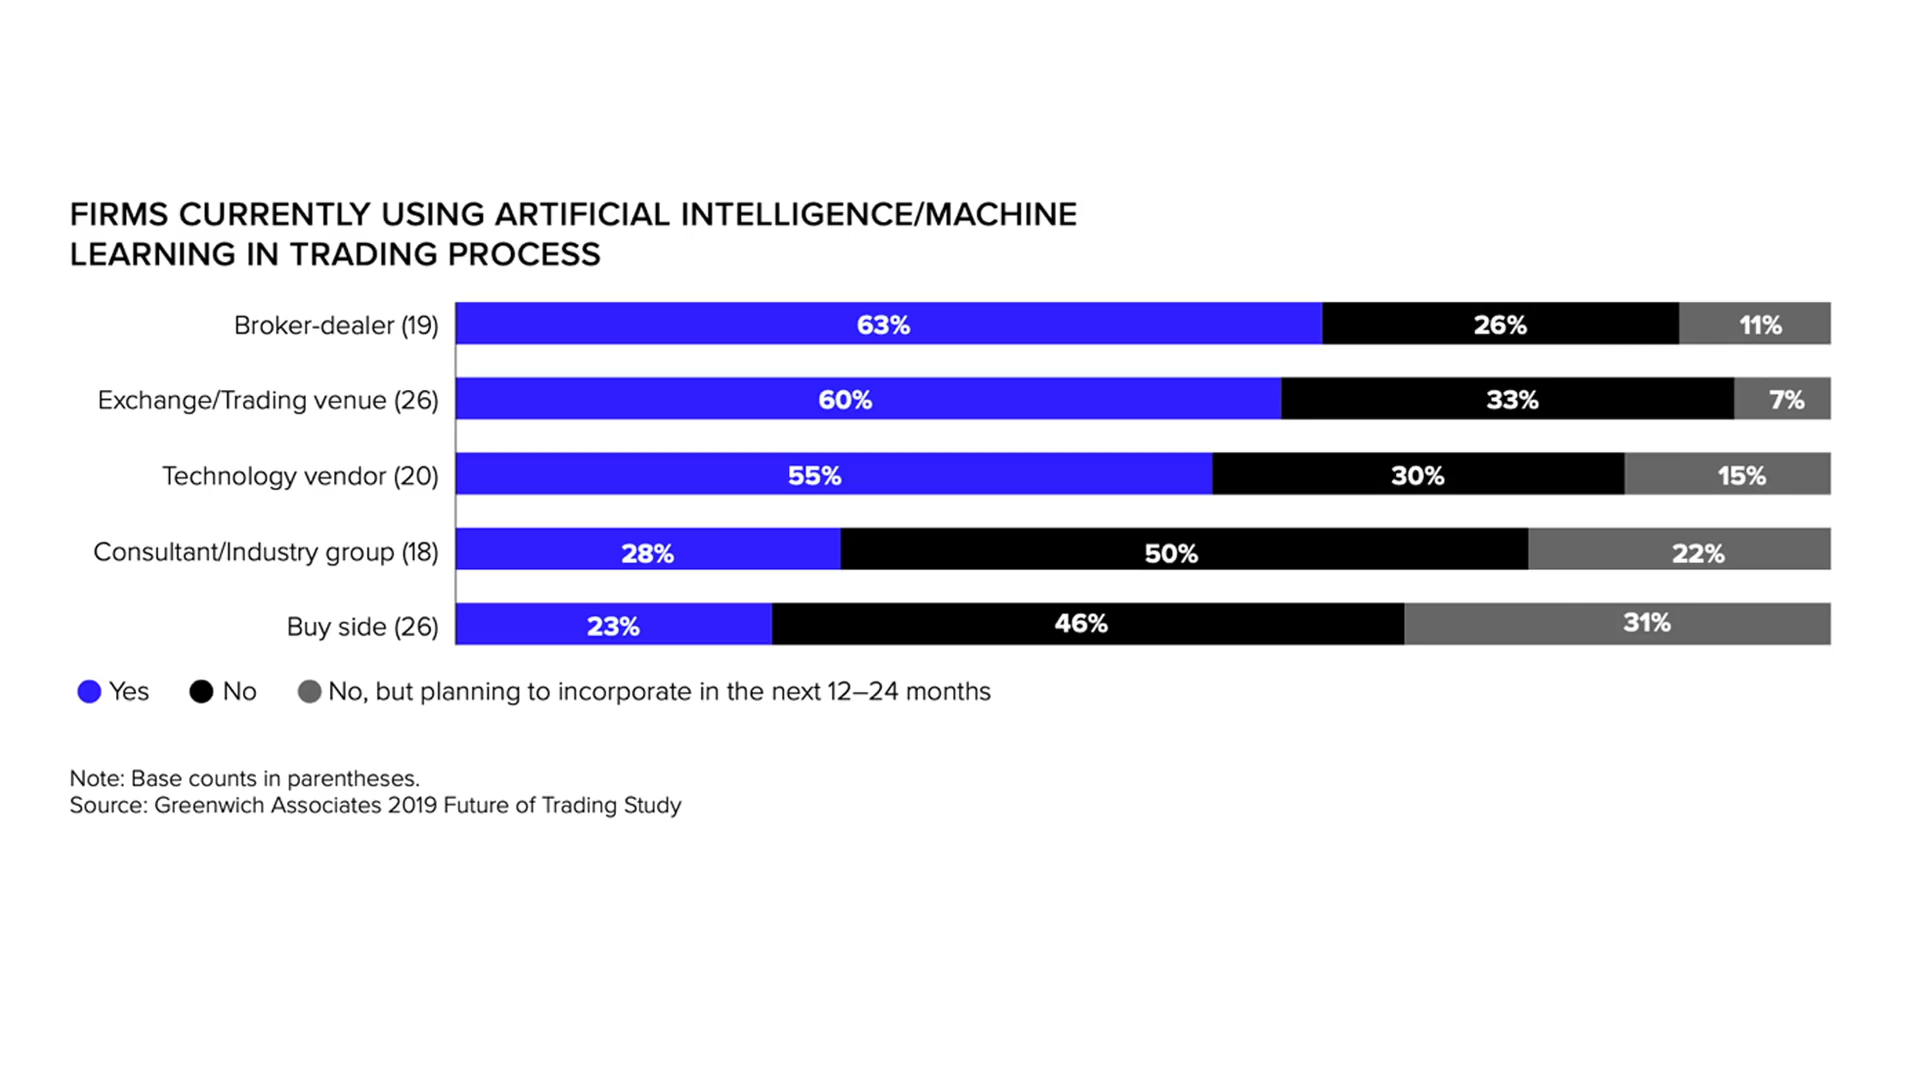 FIRMS CURRENTLY USING ARTIFICIAL INTELLIGENCE/MACHINE
LEARNING IN TRADING PROCESS
Broker-dealer (19) 63% 26% 11%
Exchange/Trading venue (26) 60% 33% 7%
Technology vendor (20) 55% 30% 15%
Consultant/Industry group (18) 28% 50% 22%
Buy side (26) 23% 46% 31%
Yes No No, but planning to incorporate in the next 12–24 months
Note: Base counts in parentheses.
Source: Greenwich Associates 2019 Future of Trading Study